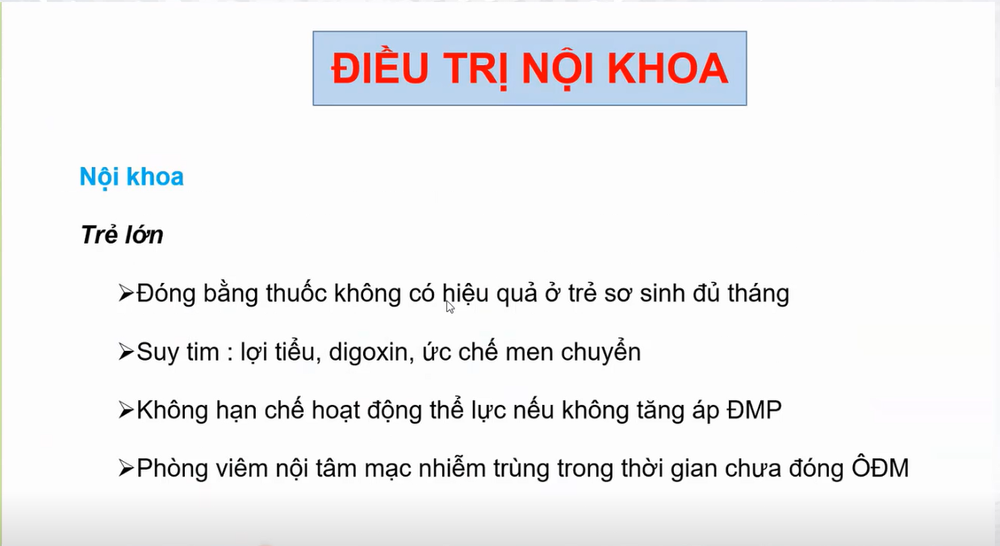 ĐIỀU TRỊ NỘI KHOA
Nội khoa
Trẻ lớn
➢Đóng bằng thuốc không có hiệu quả ở trẻ sơ sinh đủ tháng
➢Suy tim : lợi tiểu, digoxin, ức chế men chuyển
➢Không hạn chế hoạt động thể lực nếu không tăng áp ĐMP
➢Phòng viêm nội tâm mạc nhiễm trùng trong thời gian chưa đóng ÔĐM